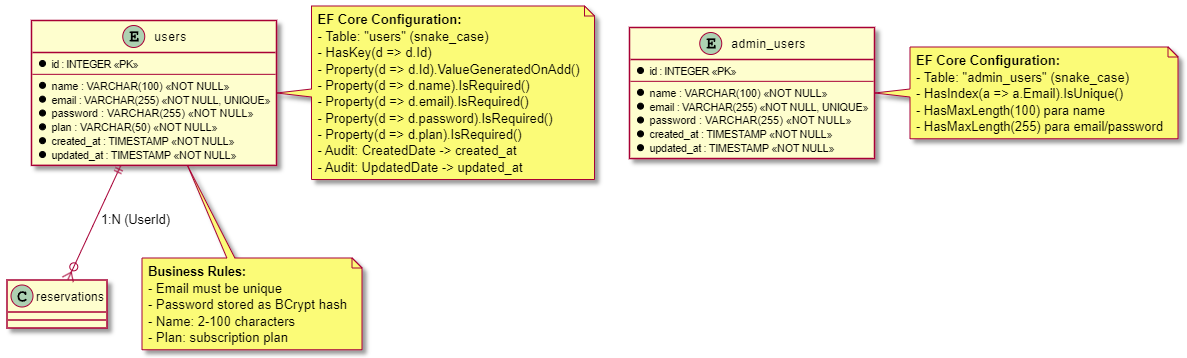 E users
id : INTEGER «PK»
name : VARCHAR(100) «NOT NULL»
email : VARCHAR(255) «NOT NULL, UNIQUE»
password : VARCHAR(255) «NOT NULL»
plan : VARCHAR(50) «NOT NULL»
created_at : TIMESTAMP «NOT NULL»
updated_at : TIMESTAMP «NOT NULL»
EF Core Configuration:
- Table: "users" (snake_case)
- HasKey(d => d.Id)
- Property(d => d.Id).ValueGeneratedOnAdd()
- Property(d => d.name).IsRequired()
- Property(d => d.email).IsRequired()
- Property(d => d.password).IsRequired()
- Property(d => d.plan).IsRequired()
- Audit: CreatedDate -> created_at
- Audit: UpdatedDate -> updated_at
E admin_users
id : INTEGER «PK»
name : VARCHAR(100) «NOT NULL»
email : VARCHAR(255) «NOT NULL, UNIQUE»
password : VARCHAR(255) «NOT NULL»
created_at : TIMESTAMP «NOT NULL»
updated_at : TIMESTAMP «NOT NULL»
EF Core Configuration:
- Table: "admin_users" (snake_case)
- HasIndex(a => a.Email).IsUnique()
- HasMaxLength(100) para name
- HasMaxLength(255) para email/password
1:N (UserId)
C reservations
Business Rules:
- Email must be unique
- Password stored as BCrypt hash
- Name: 2-100 characters
- Plan: subscription plan